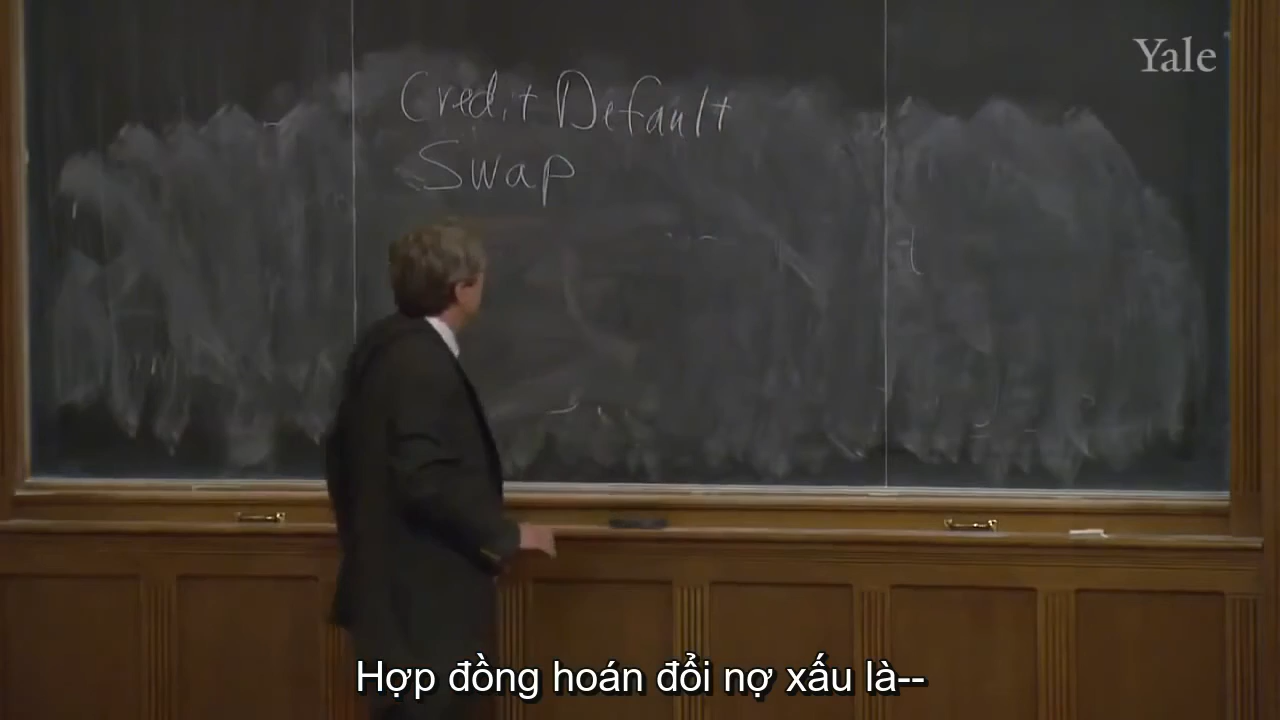 Yale
Credit Default
Swap
Hợp đồng hoán đổi nợ xấu là--